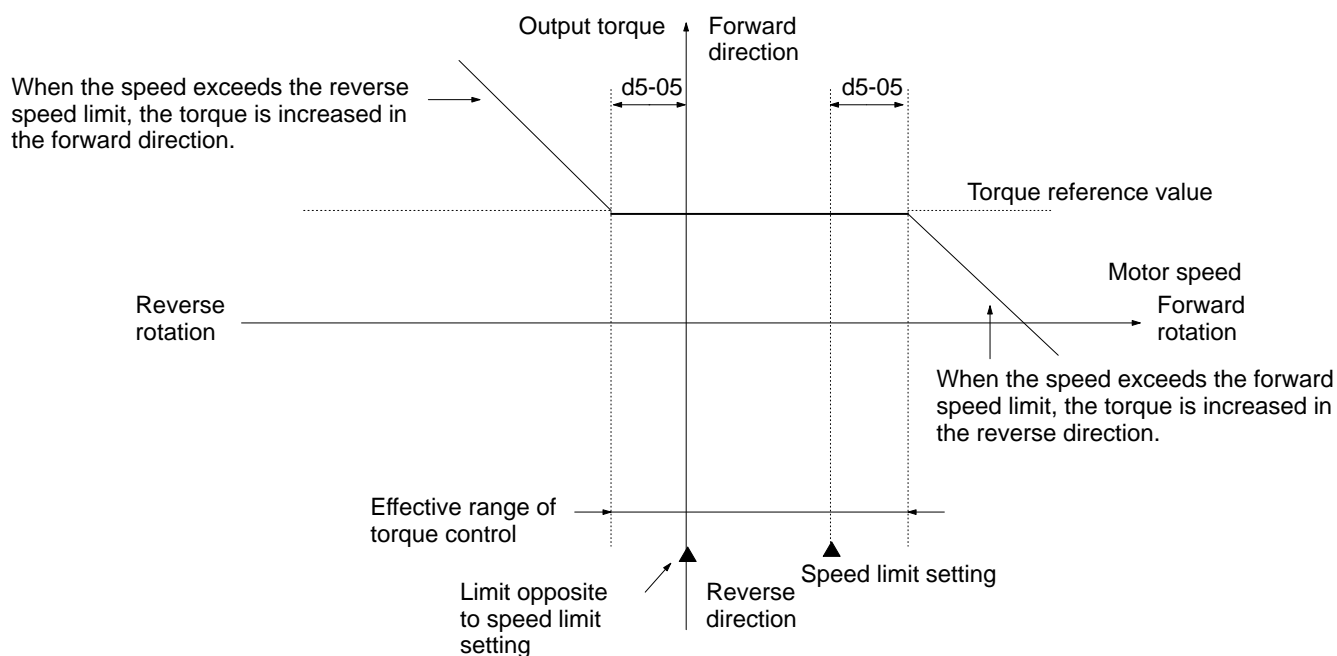 Output torque
Forward
direction
When the speed exceeds the reverse
speed limit, the torque is increased in
the forward direction.
d5-05
d5-05
Torque reference value
Motor speed
Reverse
rotation
Forward
rotation
When the speed exceeds the forward
speed limit, the torque is increased in
the reverse direction.
Effective range of
torque control
Speed limit setting
Limit opposite
to speed limit
setting
Reverse
direction